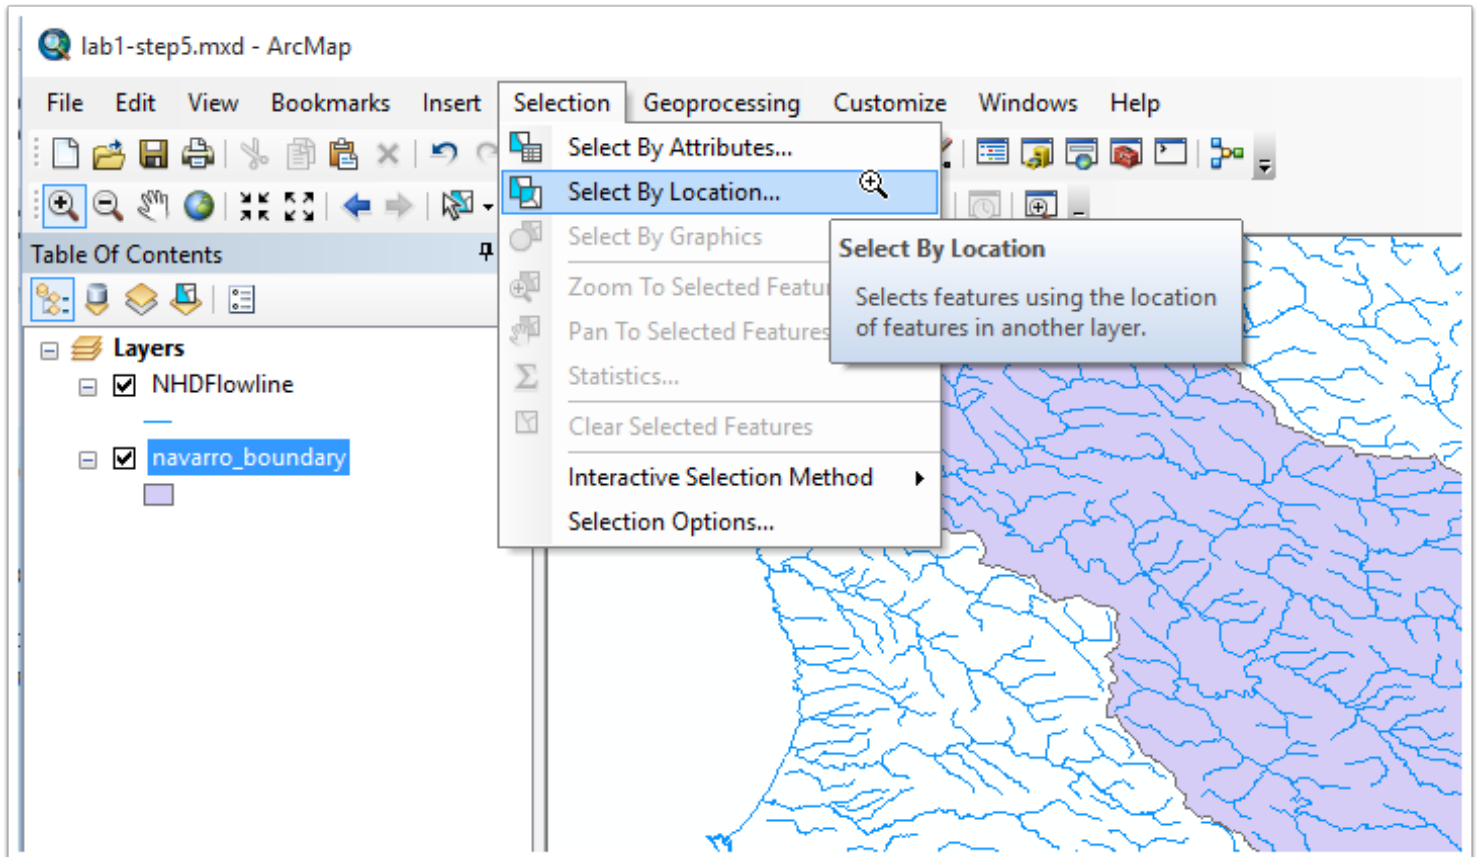 lab1-step5.mxd - ArcMap
File Edit View Bookmarks Insert Selection Geoprocessing Customize Windows Help
Select By Attributes...
Select By Location...
Select By Graphics
Zoom To Selected Featu
Pan To Selected Features
Statistics...
Clear Selected Features
Interactive Selection Method
Selection Options...
Select By Location
Selects features using the location
of features in another layer.
Table Of Contents
Layers
NHDFlowline
navarro_boundary